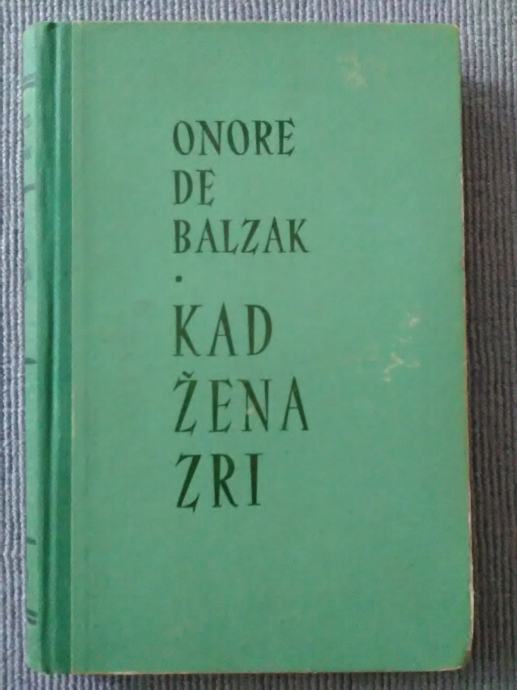 ONORE
DE
BALZAK
•
KAD
ŽENA
ZRI